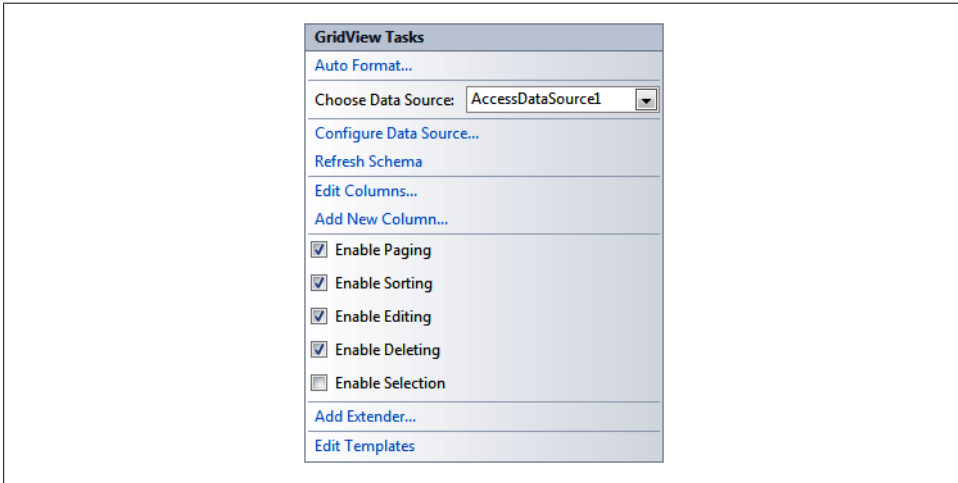 GridView Tasks
Auto Format...
Choose Data Source: AccessDataSource1
Configure Data Source...
Refresh Schema
Edit Columns...
Add New Column...
Enable Paging
Enable Sorting
Enable Editing
Enable Deleting
Enable Selection
Add Extender...
Edit Templates